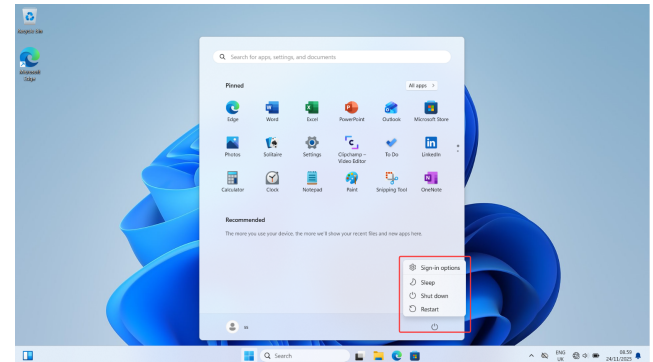 Recycle Bin
Microsoft
Edge
Search for apps, settings, and documents
Pinned
All apps >
Edge
Word
Excel
PowerPoint
Outlook
Microsoft Store
Photos
Solitaire
Settings
Clipchamp –
Video Editor
To Do
LinkedIn
Calculator
Clock
Notepad
Paint
Snipping Tool
OneNote
Recommended
The more you use your device, the more we'll show your recent files and new apps here.
Sign-in options
Sleep
Shut down
Restart
Search
ENG
UK
08:59
24/11/2025